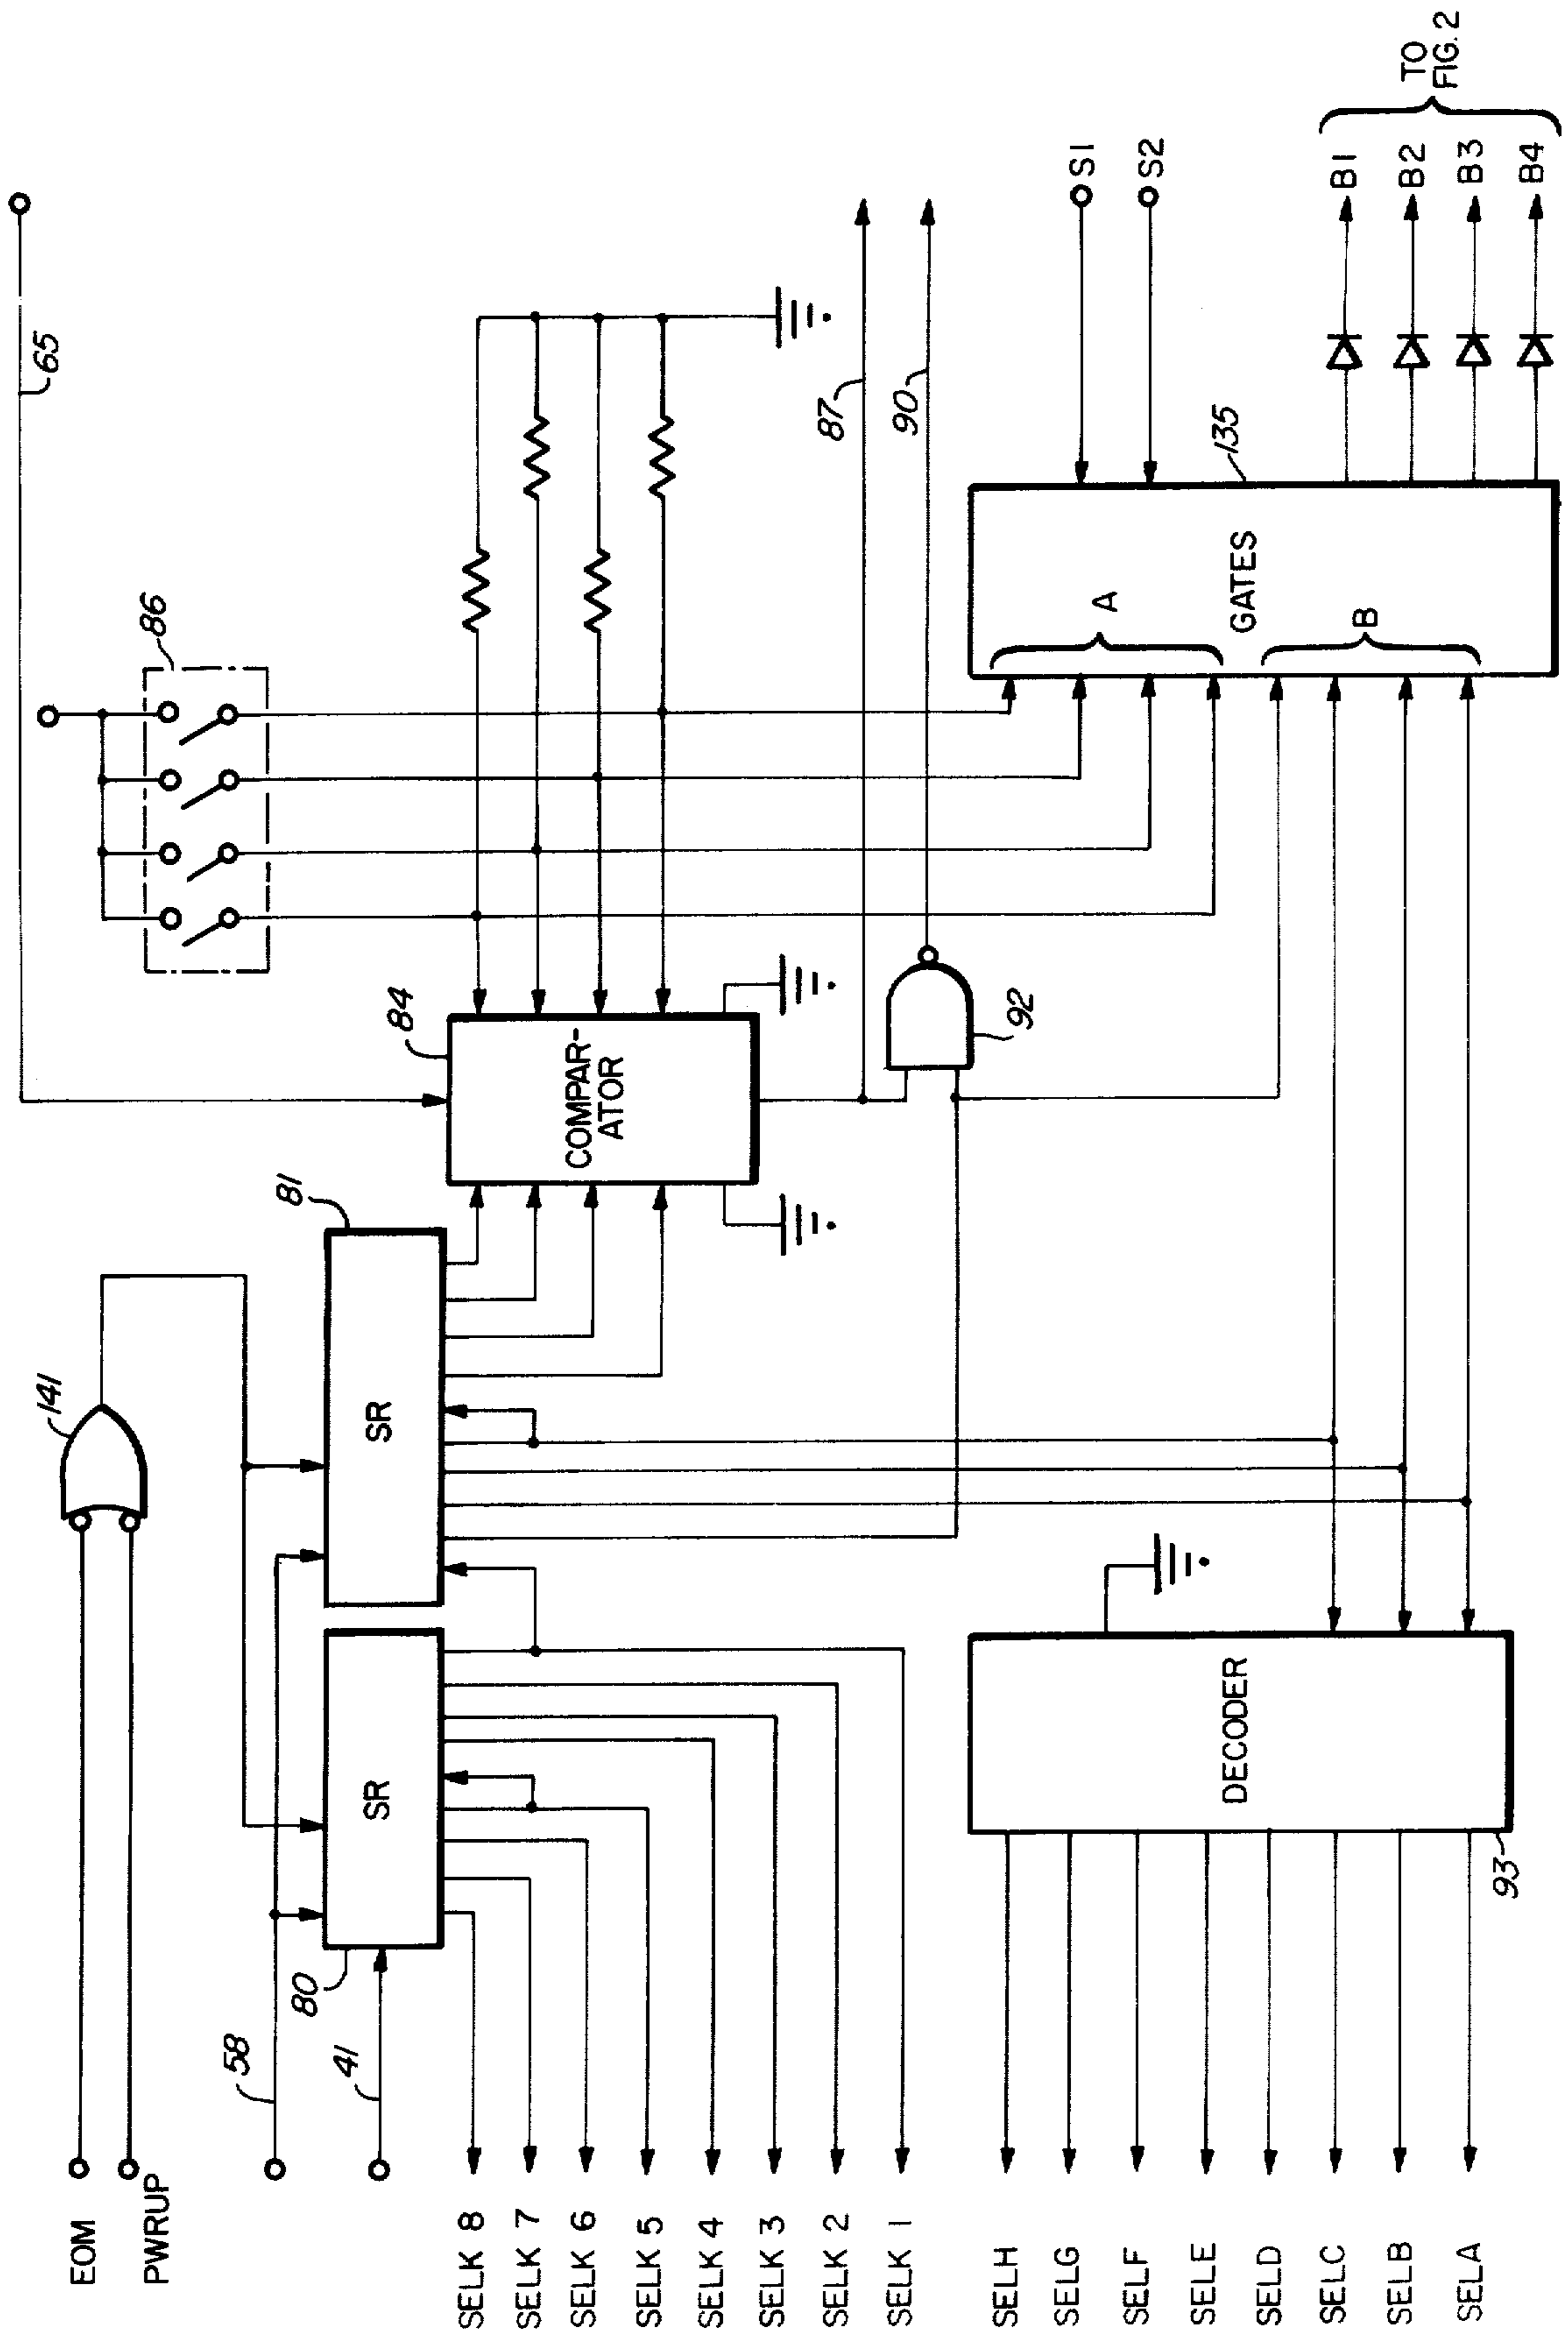 EOM
PWRUP
141
58
41
80
SR
81
SR
65
86
84
COMPAR-
ATOR
87
90
92
SELK 8
SELK 7
SELK 6
SELK 5
SELK 4
SELK 3
SELK 2
SELK 1
SELH
SELG
SELF
SELE
SELD
SELC
SELB
SELA
DECODER
93
A
GATES
B
135
S1
S2
B1
B2
B3
B4
TO
FIG. 2